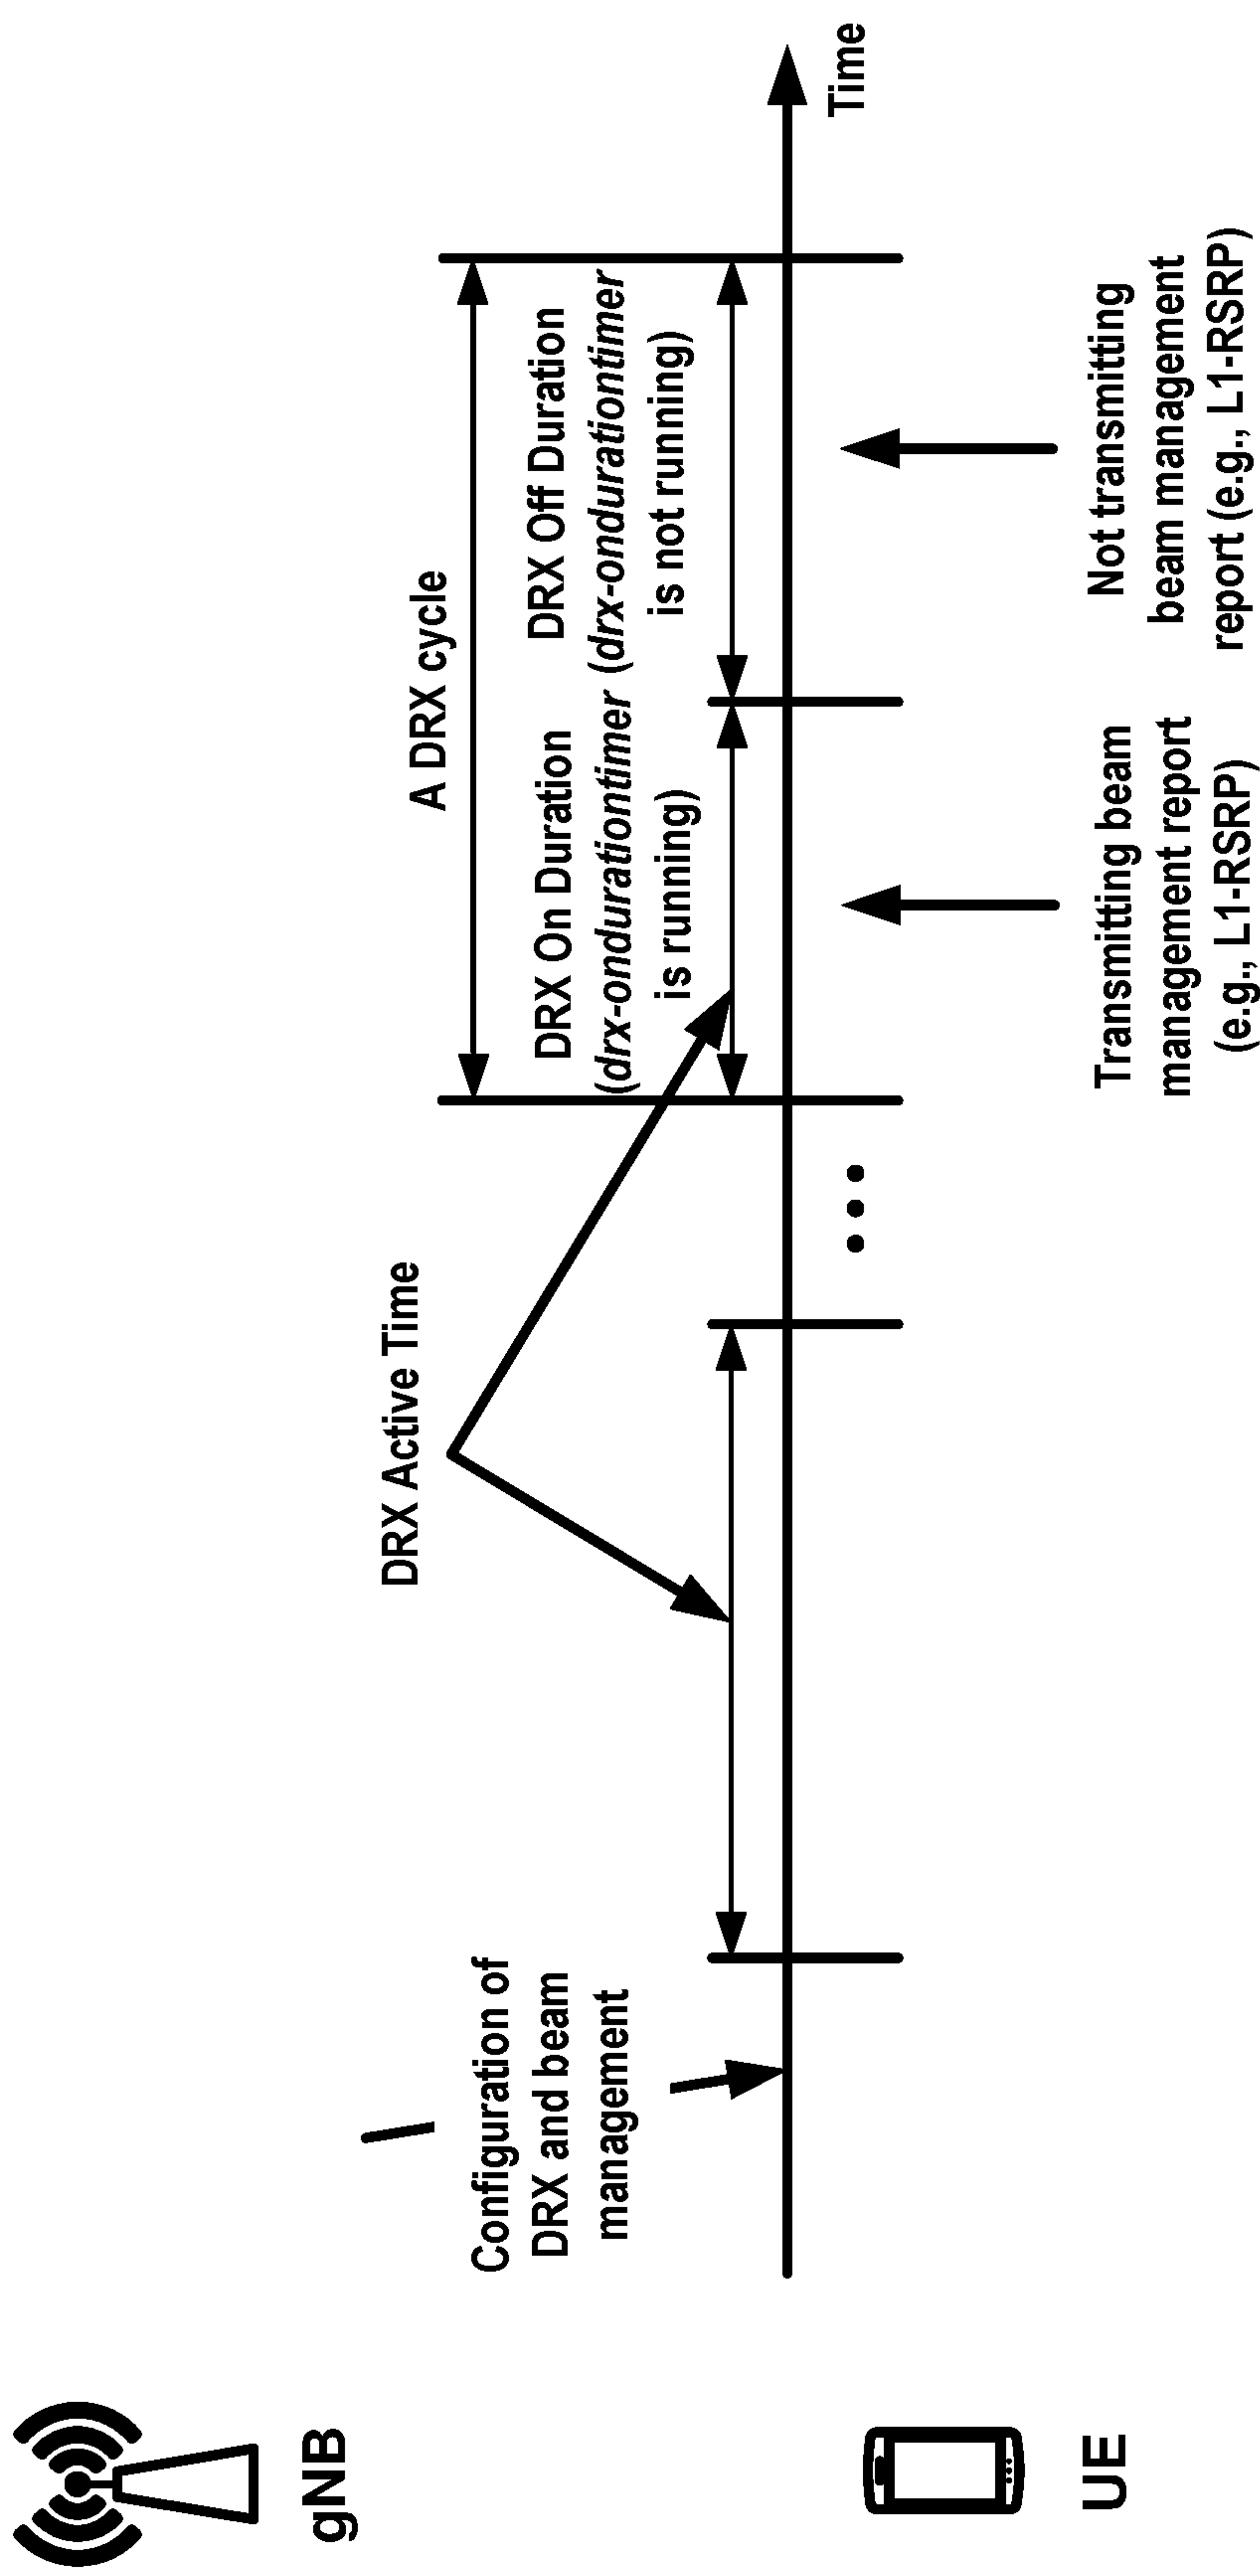 gNB
UE
Configuration of
DRX and beam
management
DRX Active Time
A DRX cycle
DRX On Duration
(drx-ondurationtimer
is running)
DRX Off Duration
(drx-ondurationtimer
is not running)
Time
Transmitting beam
management report
(e.g., L1-RSRP)
Not transmitting
beam management
report (e.g., L1-RSRP)